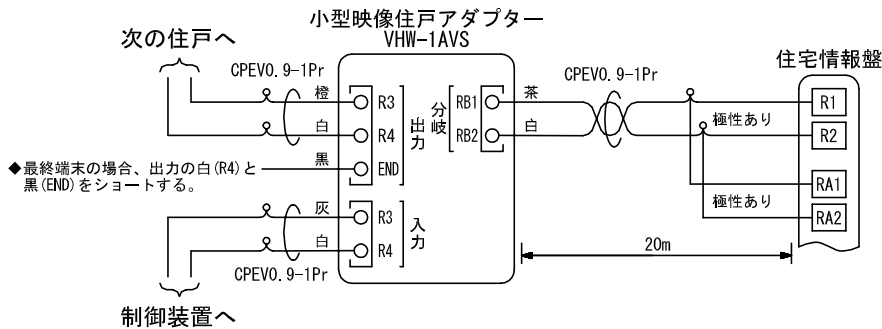 小型映像住戸アダプター
VHW-1AVS
次の住戸へ
住宅情報盤
CPEV0.9-1Pr
CPEV0.9-1Pr
橙
R3
出力
分岐
RB1
茶
R1
極性あり
白
R4
RB2
白
R2
黒
END
◆最終端末の場合、出力の白(R4)と
黒(END)をショートする。
RA1
極性あり
灰
R3
入力
RA2
白
R4
CPEV0.9-1Pr
20m
制御装置へ